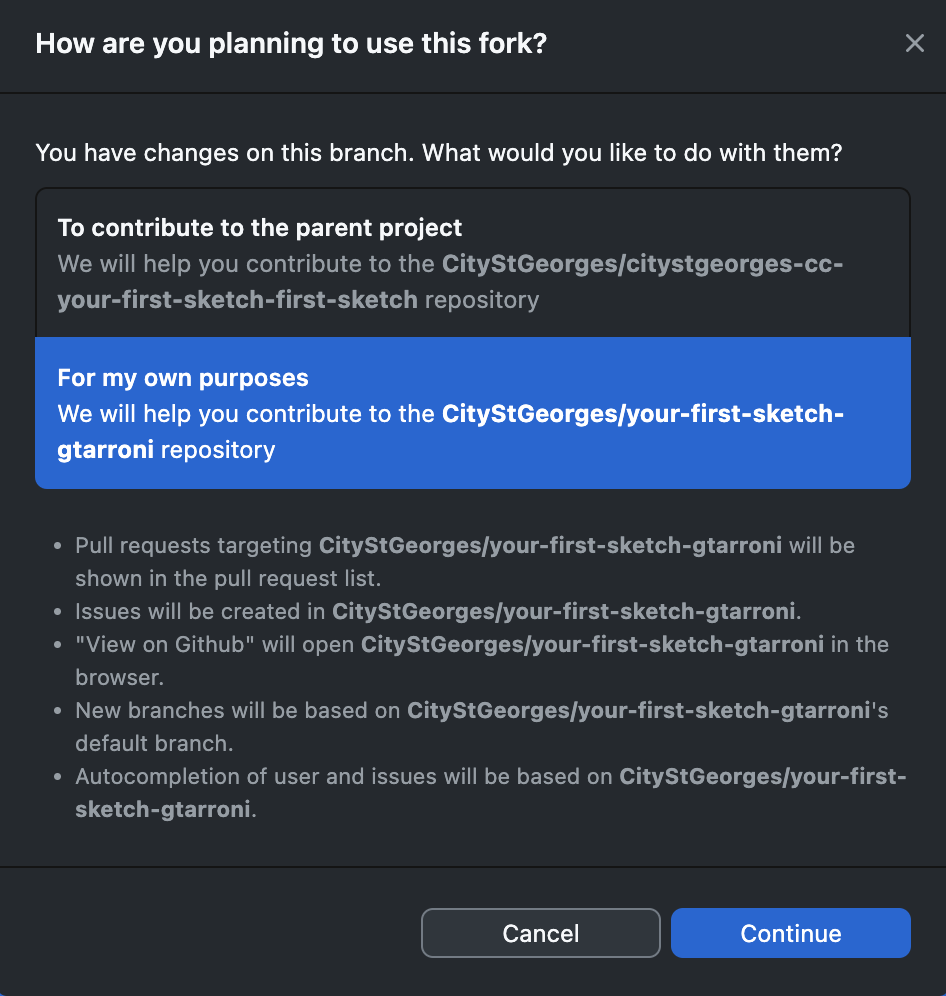 How are you planning to use this fork?
You have changes on this branch. What would you like to do with them?
To contribute to the parent project
We will help you contribute to the CityStGeorges/citystgeorges-cc-
your-first-sketch-first-sketch repository
For my own purposes
We will help you contribute to the CityStGeorges/your-first-sketch-
gtarroni repository
• Pull requests targeting CityStGeorges/your-first-sketch-gtarroni will be
shown in the pull request list.
• Issues will be created in CityStGeorges/your-first-sketch-gtarroni.
• "View on Github" will open CityStGeorges/your-first-sketch-gtarroni in the
browser.
• New branches will be based on CityStGeorges/your-first-sketch-gtarroni's
default branch.
• Autocompletion of user and issues will be based on CityStGeorges/your-first-
sketch-gtarroni.
Cancel
Continue